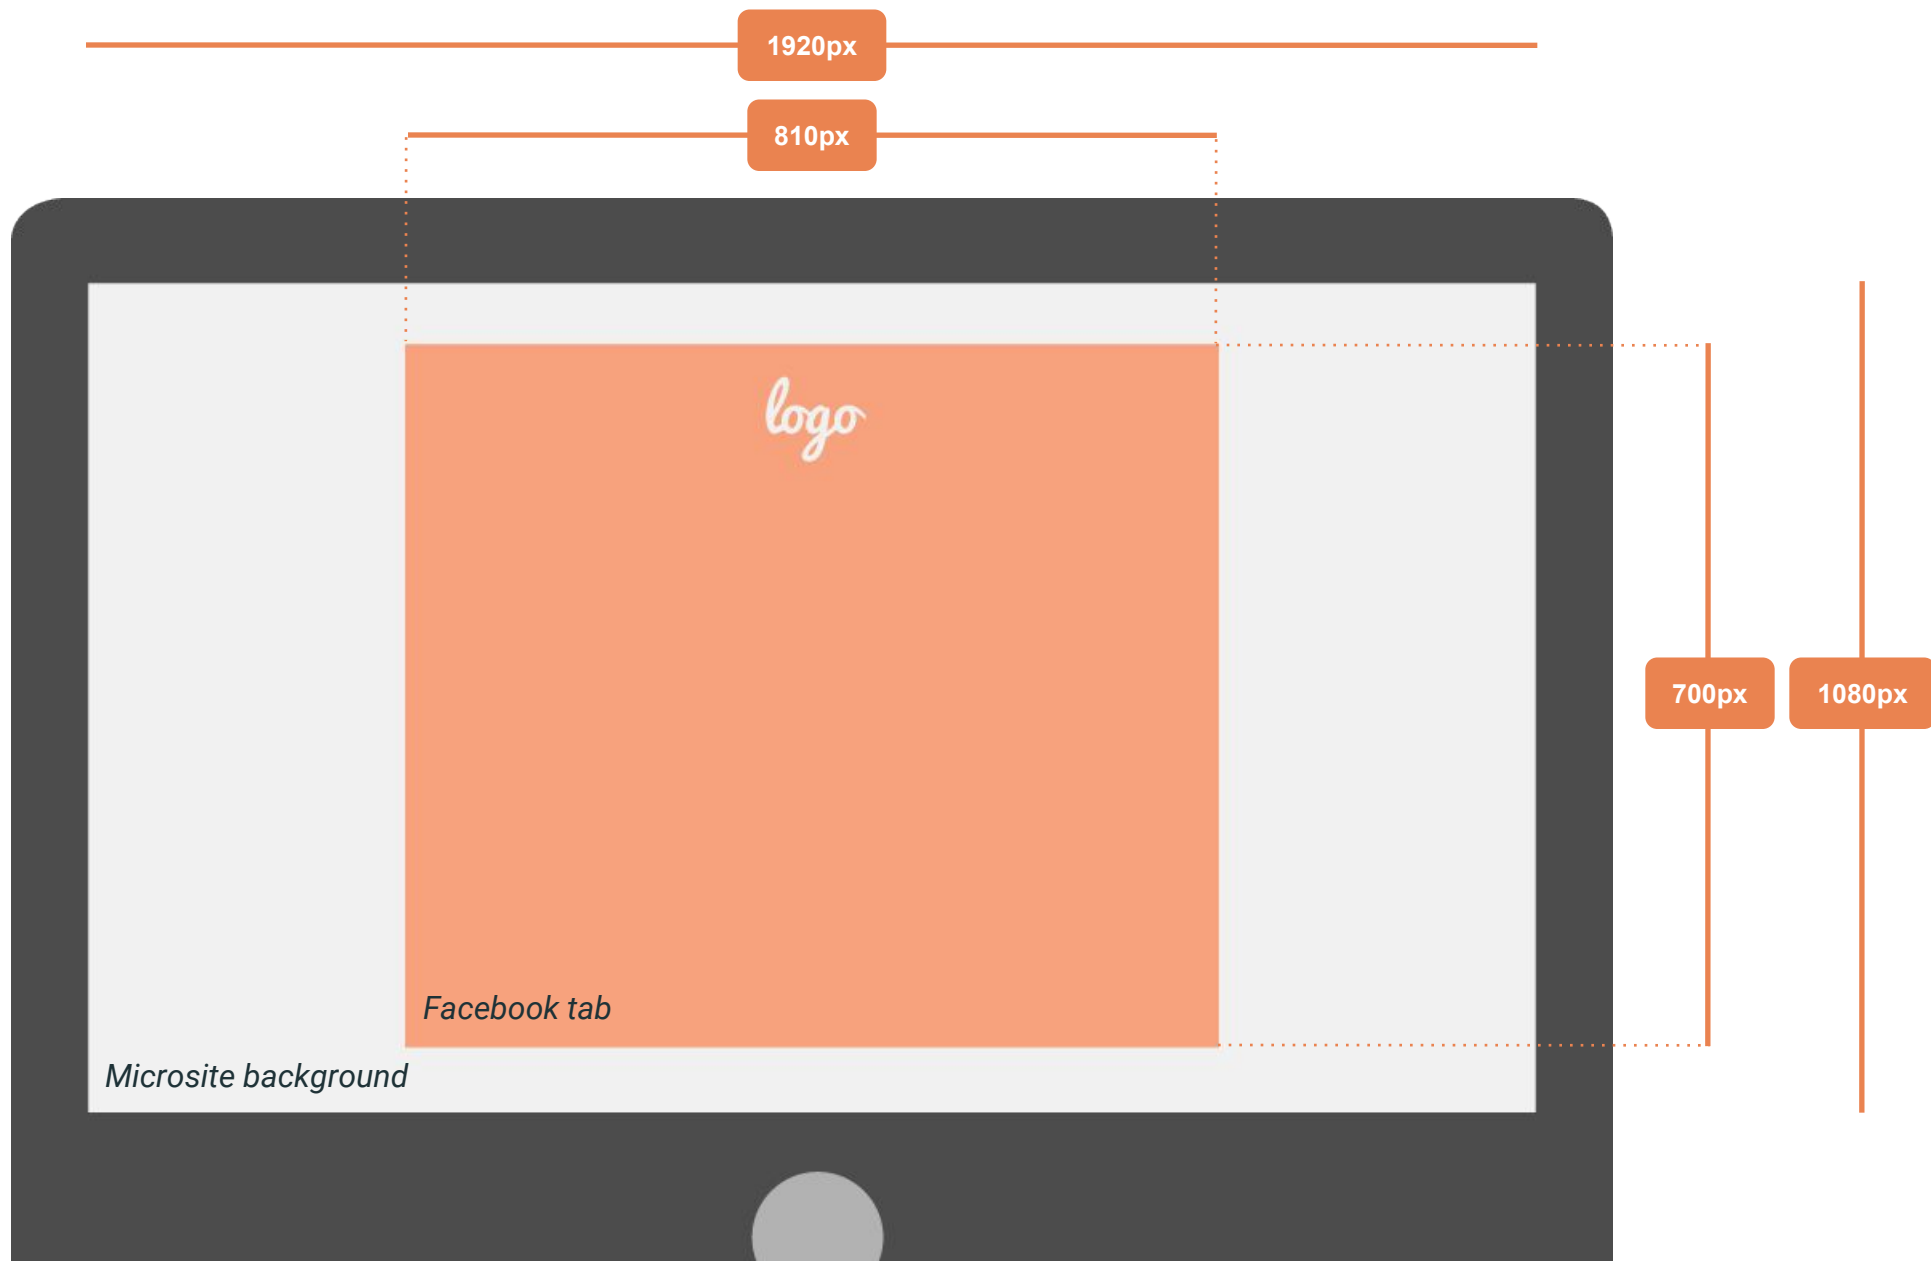 1920px
810px
logo
700px
1080px
Facebook tab
Microsite background